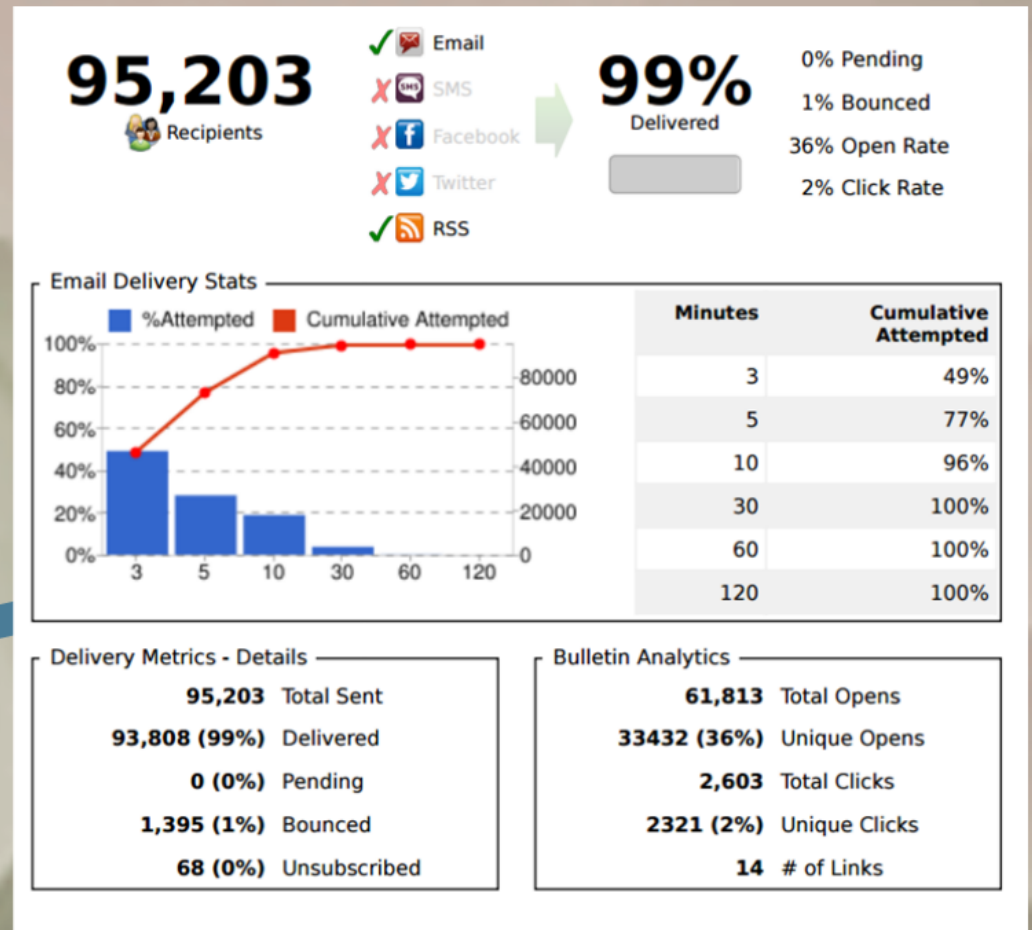 95,203
Recipients
Email
SMS
Facebook
Twitter
RSS
99%
Delivered
0% Pending
1% Bounced
36% Open Rate
2% Click Rate
Email Delivery Stats
%Attempted Cumulative Attempted
100%
80%
60%
40%
20%
0%
80000
60000
40000
20000
0
3 5 10 30 60 120
Minutes Cumulative
Attempted
3 49%
5 77%
10 96%
30 100%
60 100%
120 100%
Delivery Metrics - Details
95,203 Total Sent
93,808 (99%) Delivered
0 (0%) Pending
1,395 (1%) Bounced
68 (0%) Unsubscribed
Bulletin Analytics
61,813 Total Opens
33432 (36%) Unique Opens
2,603 Total Clicks
2321 (2%) Unique Clicks
14 # of Links